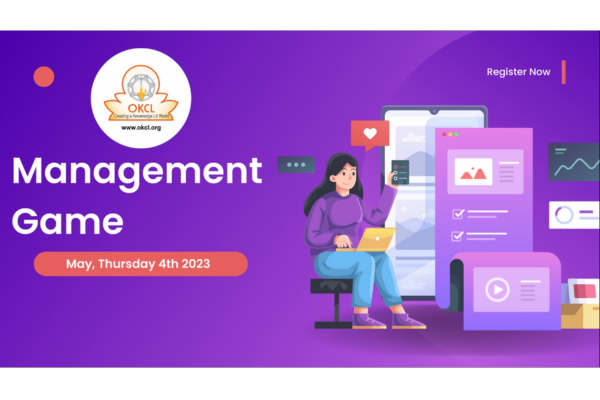 Register Now
OKCL
Creating a Knowledge Lit World
www.okcl.org
Management
Game
May, Thursday 4th 2023